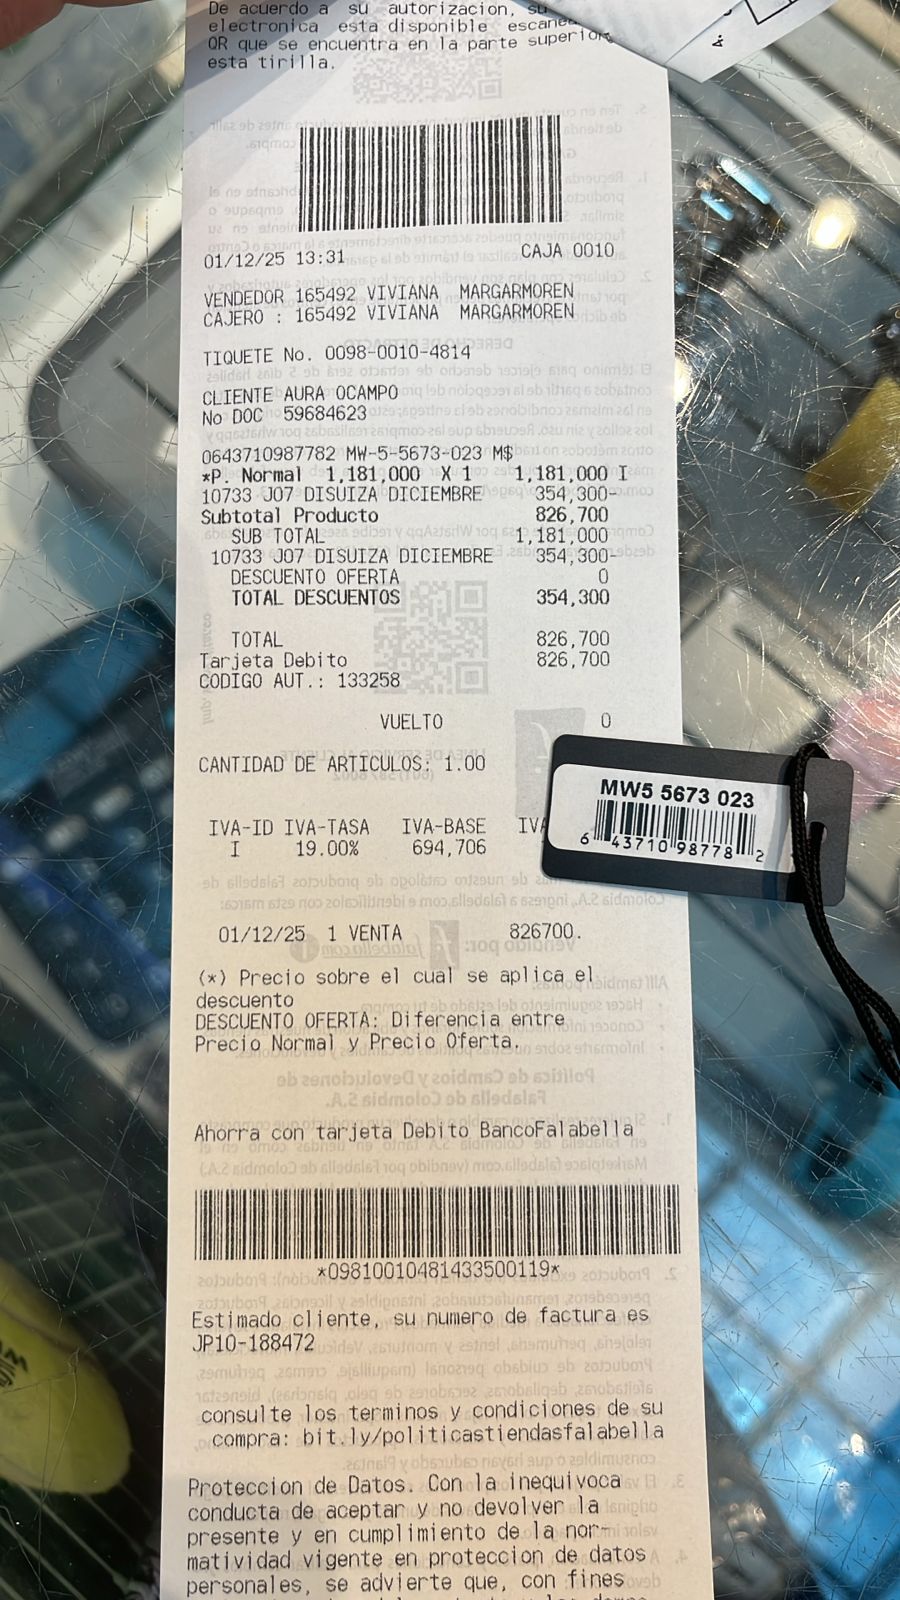 De acuerdo a su autorizacion, su
electronica esta disponible
QR que se encuentra en la parte superior
esta tirilla.
01/12/25 13:31 CAJA 0010
VENDEDOR 165492 VIVIANA MARGARMOREN
CAJERO : 165492 VIVIANA MARGARMOREN
TIQUETE No. 0098-0010-4814
CLIENTE AURA OCAMPO
No DOC 59684623
0643710987782 MW-5-5673-023 M$
*P. Normal 1,181,000 X 1 1,181,000 I
10733 J07 DISUIZA DICIEMBRE 354,300-
Subtotal Producto 826,700
SUB TOTAL 1,181,000
10733 J07 DISUIZA DICIEMBRE 354,300-
DESCUENTO OFERTA 0
TOTAL DESCUENTOS 354,300
TOTAL 826,700
Tarjeta Debito 826,700
CODIGO AUT.: 133258
VUELTO 0
CANTIDAD DE ARTICULOS: 1.00
MW5 5673 023
6 43710 98778 2
IVA-ID IVA-TASA IVA-BASE
I 19.00% 694,706
01/12/25 1 VENTA 826700.
(*) Precio sobre el cual se aplica el
descuento
DESCUENTO OFERTA: Diferencia entre
Precio Normal y Precio Oferta.
Ahorra con tarjeta Debito BancoFalabella
*09810010481433500119*
Estimado cliente, su numero de factura es
JP10-188472
consulte los terminos y condiciones de su
compra: bit.ly/politicastiendasfalabella
Proteccion de Datos. Con la inequivoca
conducta de aceptar y no devolver la
presente y en cumplimiento de la nor-
matividad vigente en proteccion de datos
personales, se advierte que, con fines